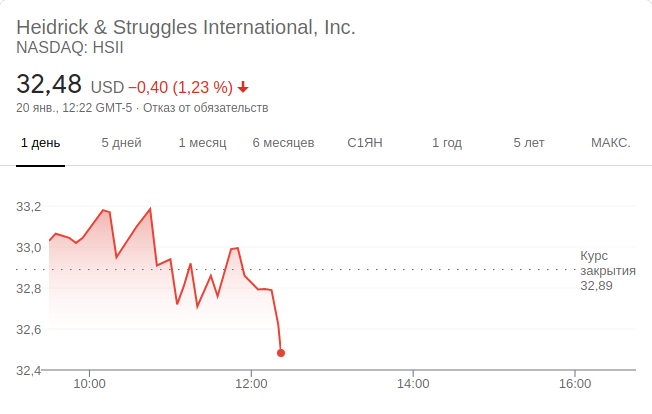 Heidrick & Struggles International, Inc.
NASDAQ: HSII
32,48 USD −0,40 (1,23 %)
20 янв., 12:22 GMT-5 · Отказ от обязательств
1 день 5 дней 1 месяц 6 месяцев С1ЯН 1 год 5 лет МАКС.
33,2
33,0
Курс
закрытия
32,89
32,8
32,6
32,4
10:00 12:00 14:00 16:00